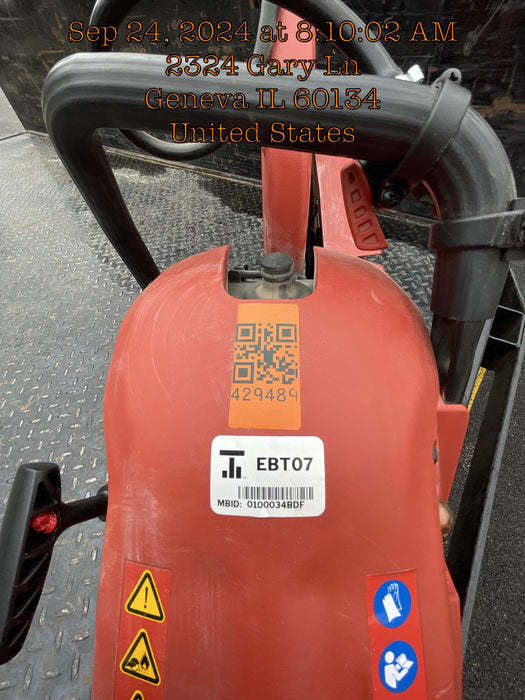 Sep 24, 2024 at 8:10:02 AM
2324 Gary Ln
Geneva IL 60134
United States
429489
EBT07
MBID: 0100034BDF